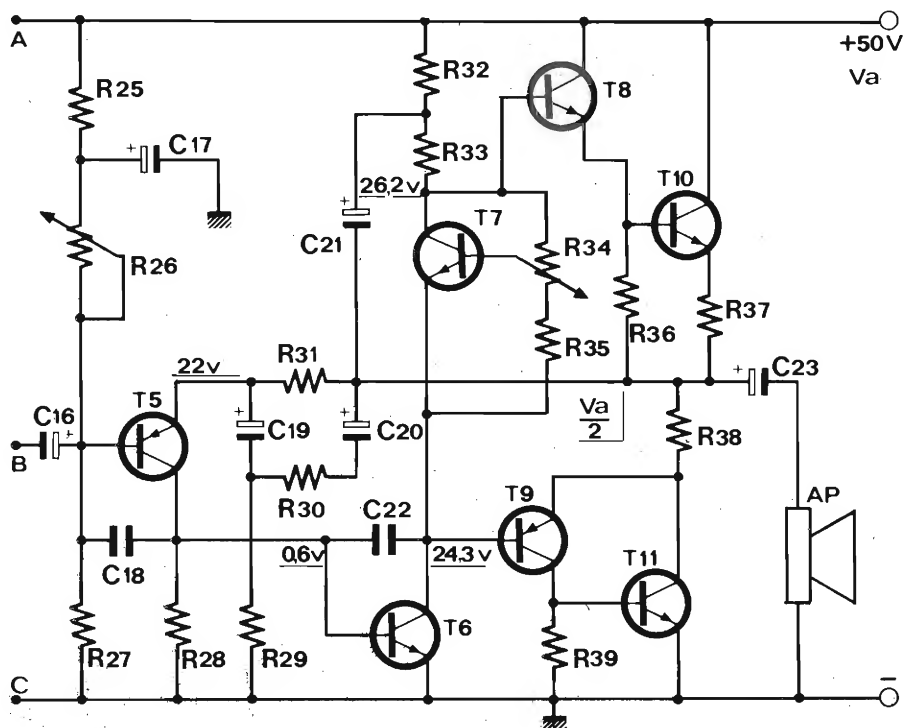 A
+50V
Va
R25
R32
T8
+
C17
R33
T10
26,2v
T7
+
C21
R34
R26
R36
R37
R35
R31
22v
+
C23
T5
+
+
Va
2
C16
+
C19
C20
R38
B
R30
AP
T9
C22
T11
C18
0,6v
24,3v
T6
R27
R28
R29
R39
C
-